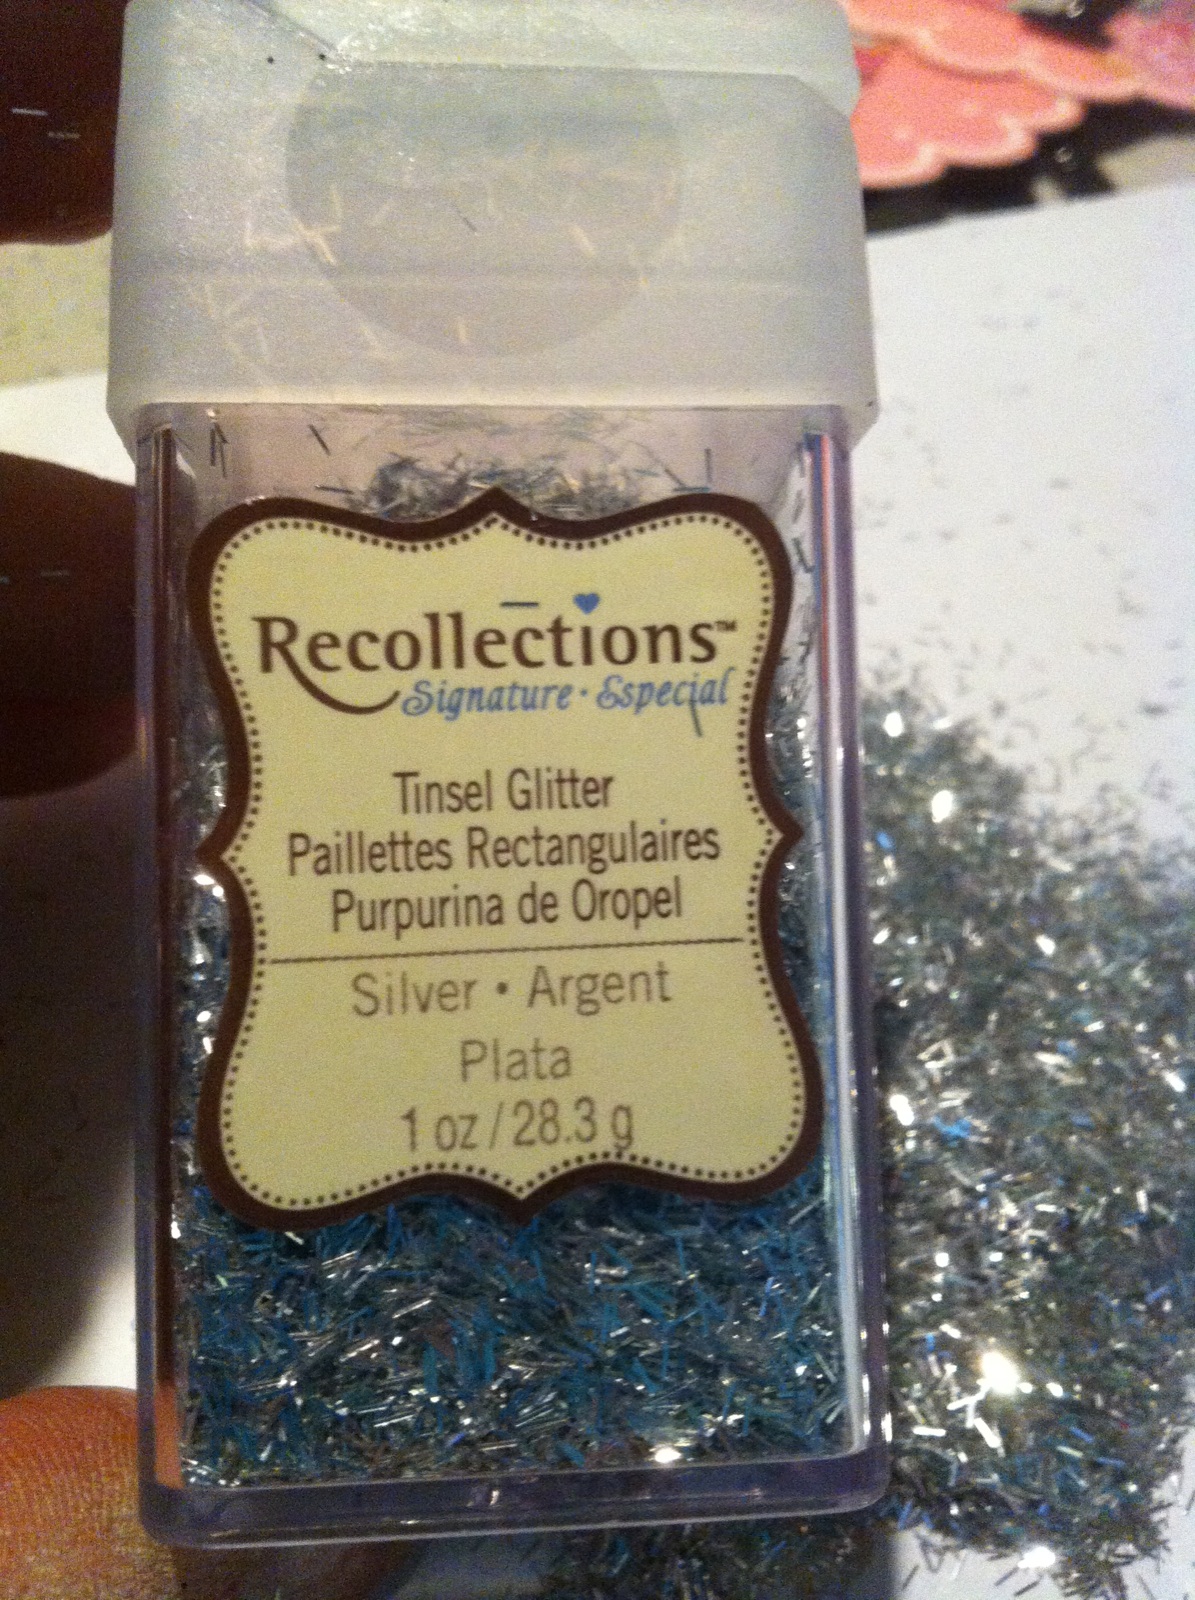 Recollections™
Signature · Especial
Tinsel Glitter
Paillettes Rectangulaires
Purpurina de Oropel
Silver • Argent
Plata
1 oz / 28.3 g